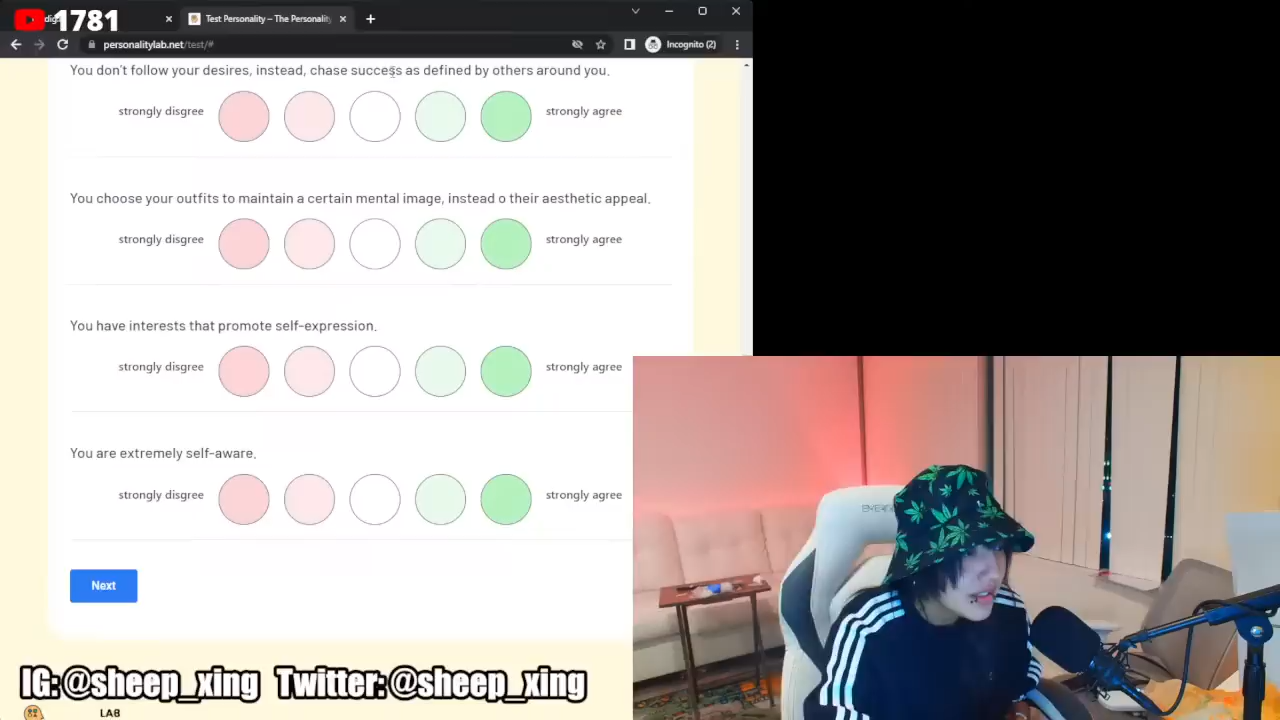 1781
Test Personality – The Personality
personalitylab.net/test/#
Incognito (2)
You don't follow your desires, instead, chase success as defined by others around you.
strongly disgree
strongly agree
You choose your outfits to maintain a certain mental image, instead o their aesthetic appeal.
strongly disgree
strongly agree
You have interests that promote self-expression.
strongly disgree
strongly agree
You are extremely self-aware.
strongly disgree
strongly agree
Next
IG:@sheep_xing Twitter:@sheep_xing
LAB